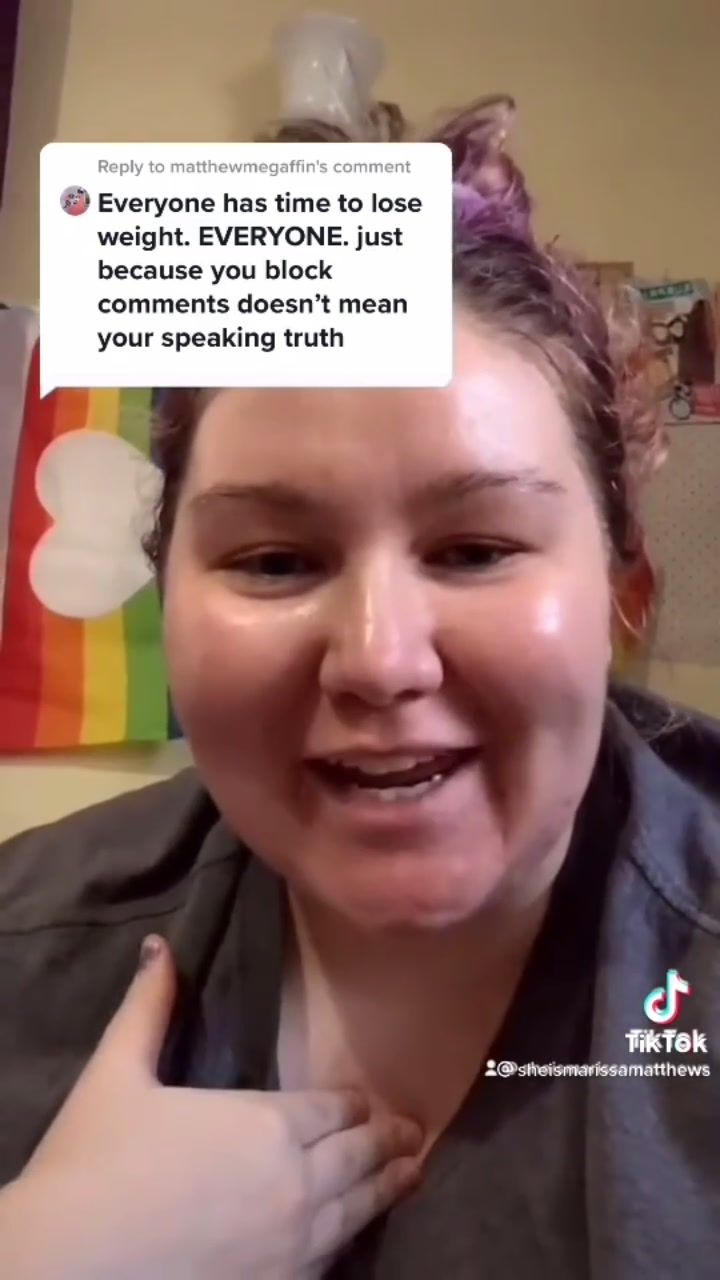 Reply to matthewmegaffin's comment
Everyone has time to lose
weight. EVERYONE. just
because you block
comments doesn't mean
your speaking truth
TikTok
@sheismarissamatthews